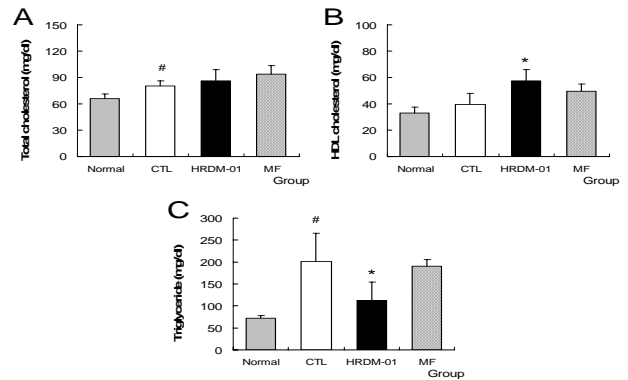 A
Total cholesterol (mg/dl)
150
120
90
60
30
0
#
Normal CTL HRDM-01 MF
Group
B
HDL cholesterol (mg/dl)
100
80
60
40
20
0
*
Normal CTL HRDM-01 MF
Group
C
Triglyceride (mg/dl)
300
250
200
150
100
50
0
#
*
Normal CTL HRDM-01 MF
Group